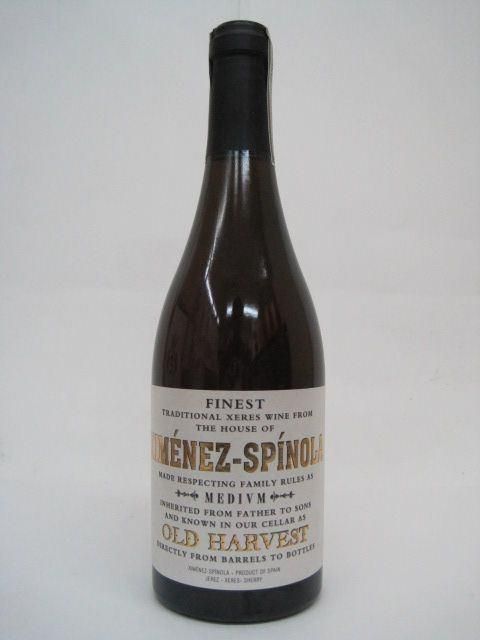 FINEST
TRADITIONAL XERES WINE FROM
THE HOUSE OF
XIMÉNEZ-SPÍNOLA
MADE RESPECTING FAMILY RULES AS
MEDIVM
INHERITED FROM FATHER TO SONS
AND KNOWN IN OUR CELLAR AS
OLD HARVEST
DIRECTLY FROM BARRELS TO BOTTLES
XIMÉNEZ-SPÍNOLA - PRODUCT OF SPAIN
JEREZ - XERES- SHERRY